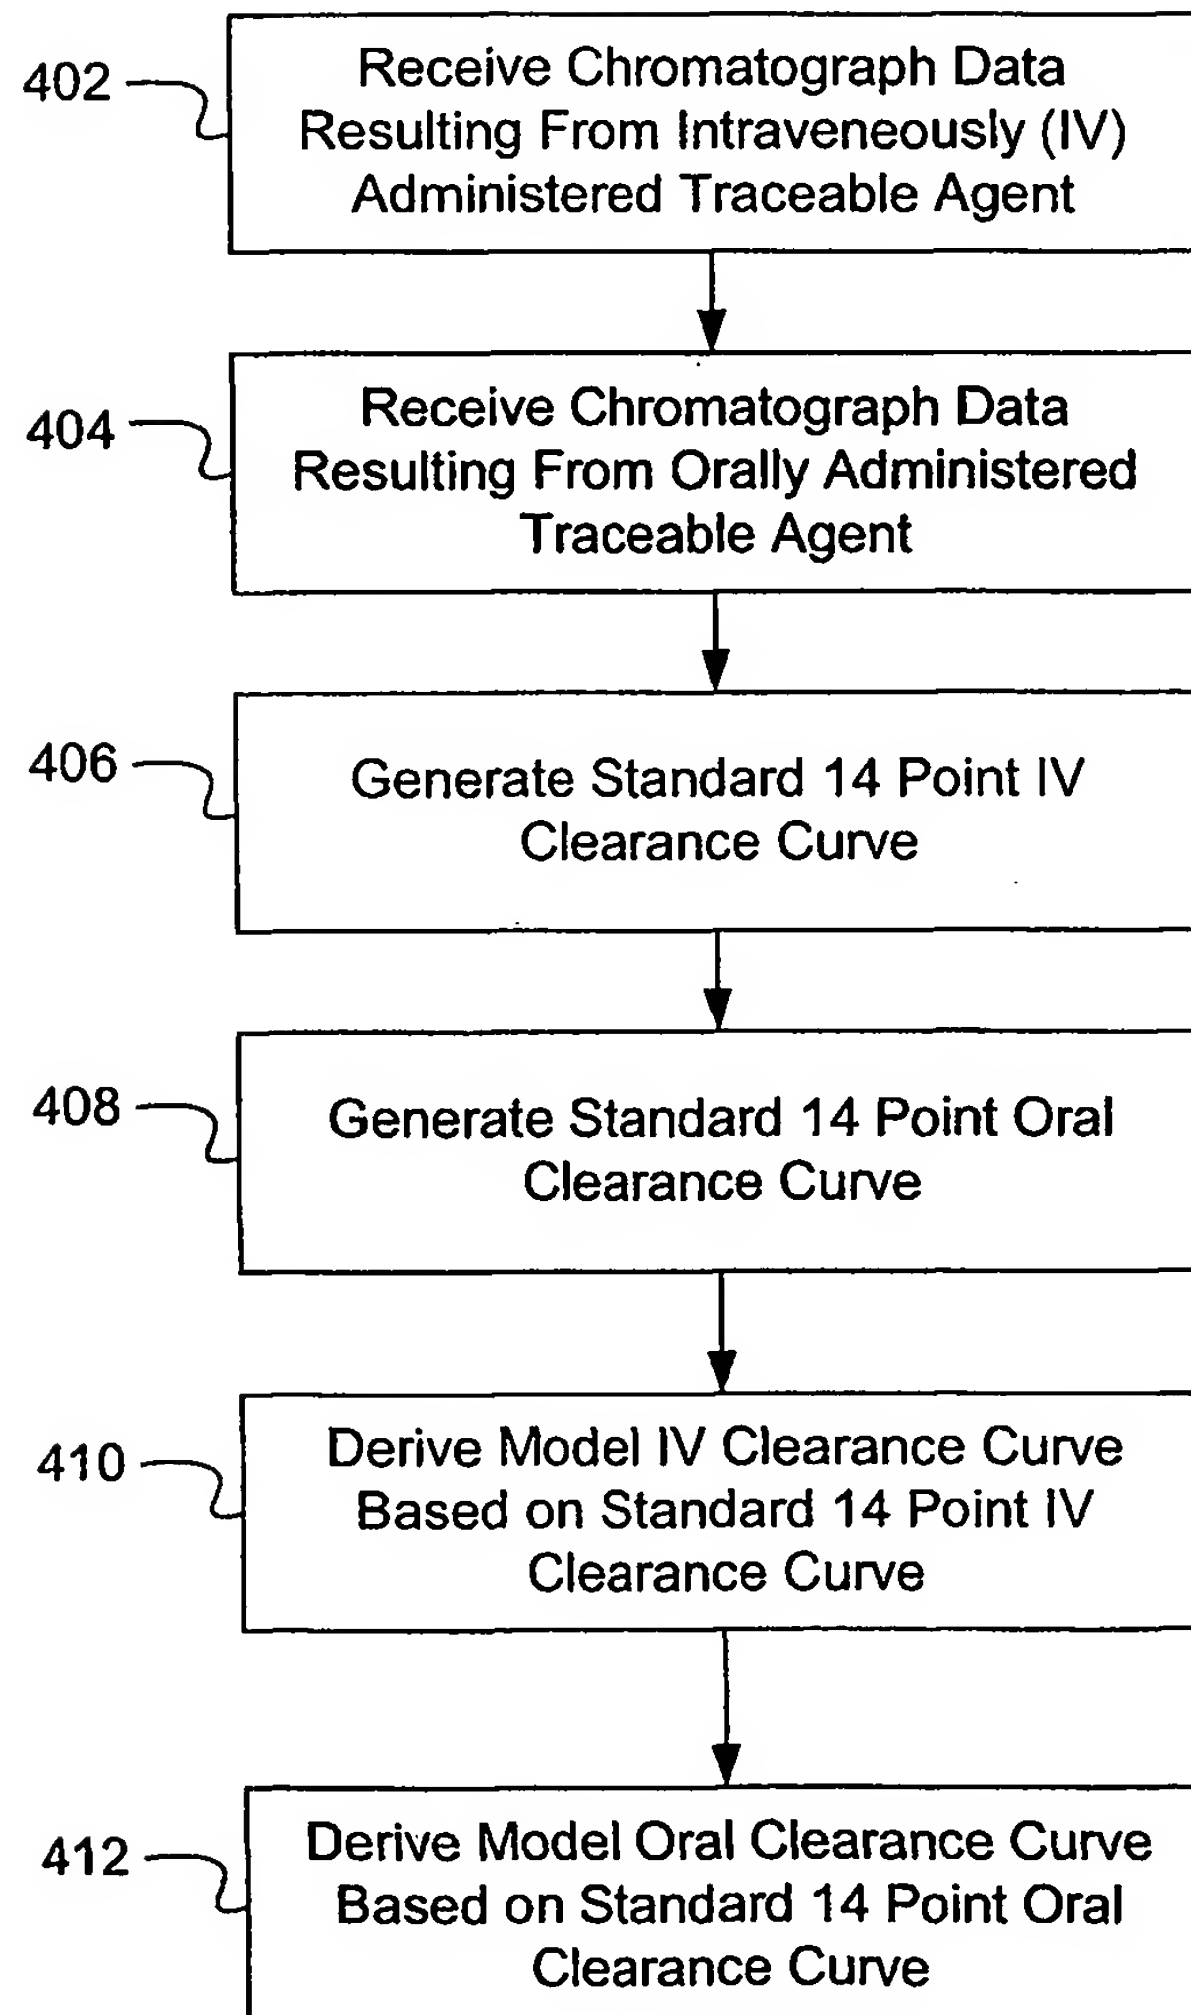 402
Receive Chromatograph Data
Resulting From Intraveneously (IV)
Administered Traceable Agent
404
Receive Chromatograph Data
Resulting From Orally Administered
Traceable Agent
406
Generate Standard 14 Point IV
Clearance Curve
408
Generate Standard 14 Point Oral
Clearance Curve
410
Derive Model IV Clearance Curve
Based on Standard 14 Point IV
Clearance Curve
412
Derive Model Oral Clearance Curve
Based on Standard 14 Point Oral
Clearance Curve